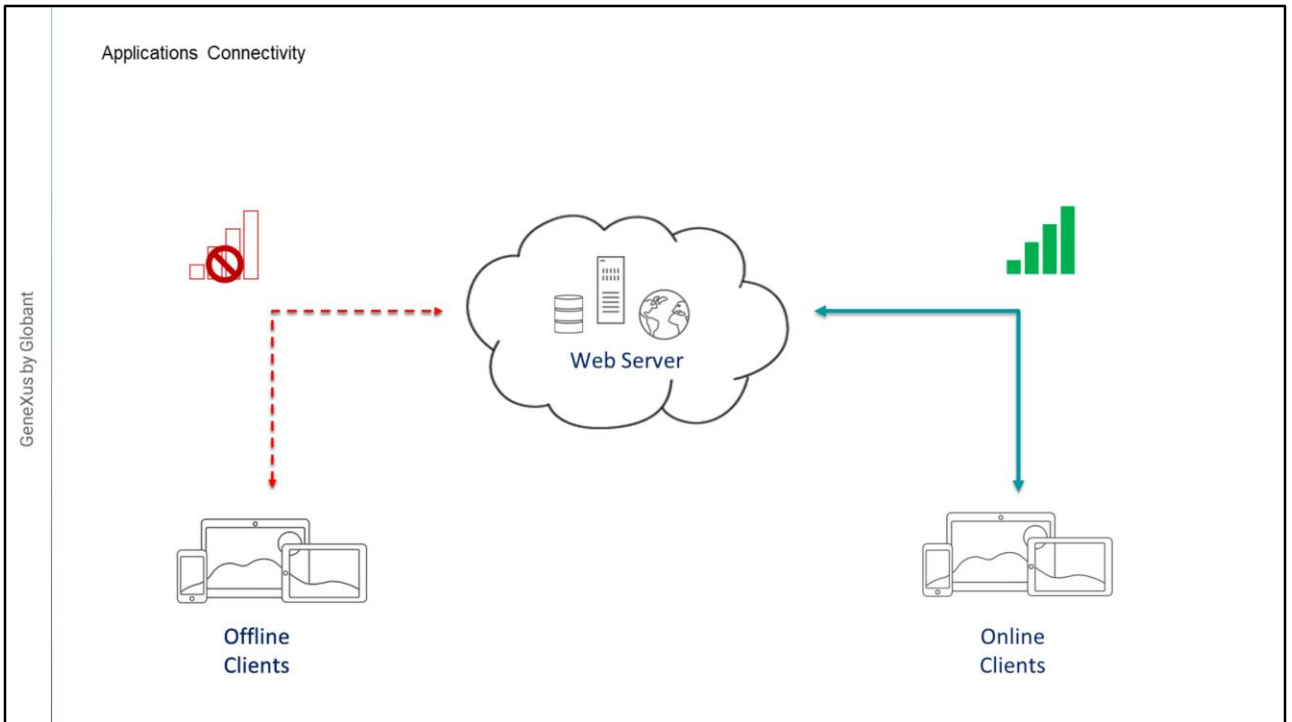 Applications Connectivity
GeneXus by Globant
Web Server
Offline
Clients
Online
Clients